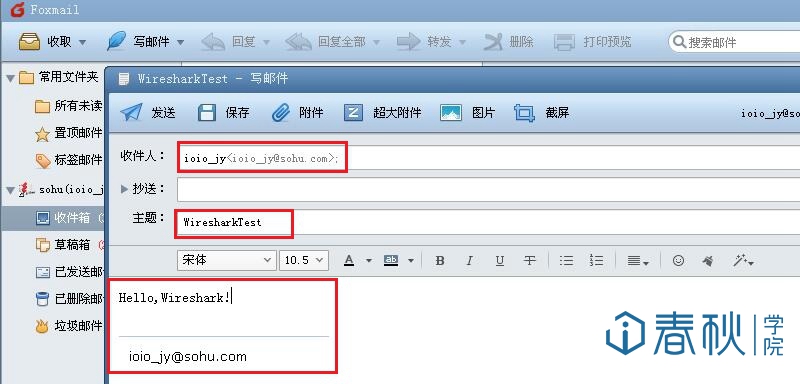 Foxmail
收取 写邮件 回复 回复全部 转发 删除 打印预览 搜索邮件
常用文件夹
所有未读
置顶邮件
标签邮件
sohu(ioio_j
收件箱
草稿箱
已发送邮
已删除邮
垃圾邮件
WiresharkTest - 写邮件
发送 保存 附件 超大附件 图片 截屏 ioio_jy@so
收件人: ioio_jy<ioio_jy@sohu.com>;
抄送:
主题: WiresharkTest
宋体 10.5 A ab B I U T
Hello,Wireshark!
ioio_jy@sohu.com
春秋学院